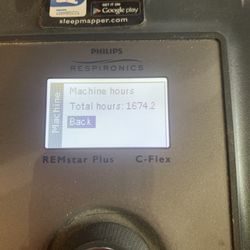 GET IT ON
Google play
sleepmapper.com
PHILIPS
RESPIRONICS
Machine
Machine hours
Total hours: 1674.2
Back
REMstar Plus C-Flex